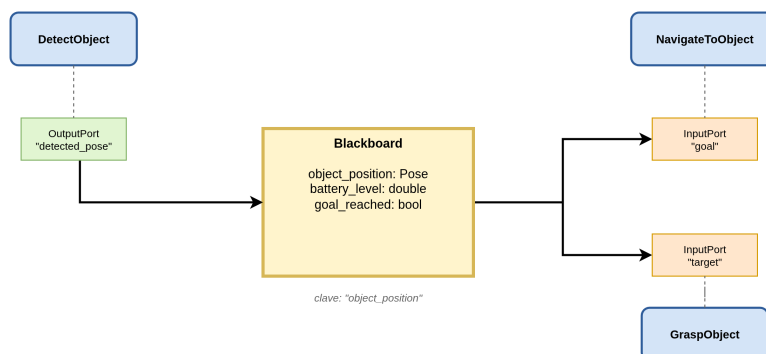 DetectObject
NavigateToObject
OutputPort
"detected_pose"
InputPort
"goal"
Blackboard
object_position: Pose
battery_level: double
goal_reached: bool
InputPort
"target"
clave: "object_position"
GraspObject